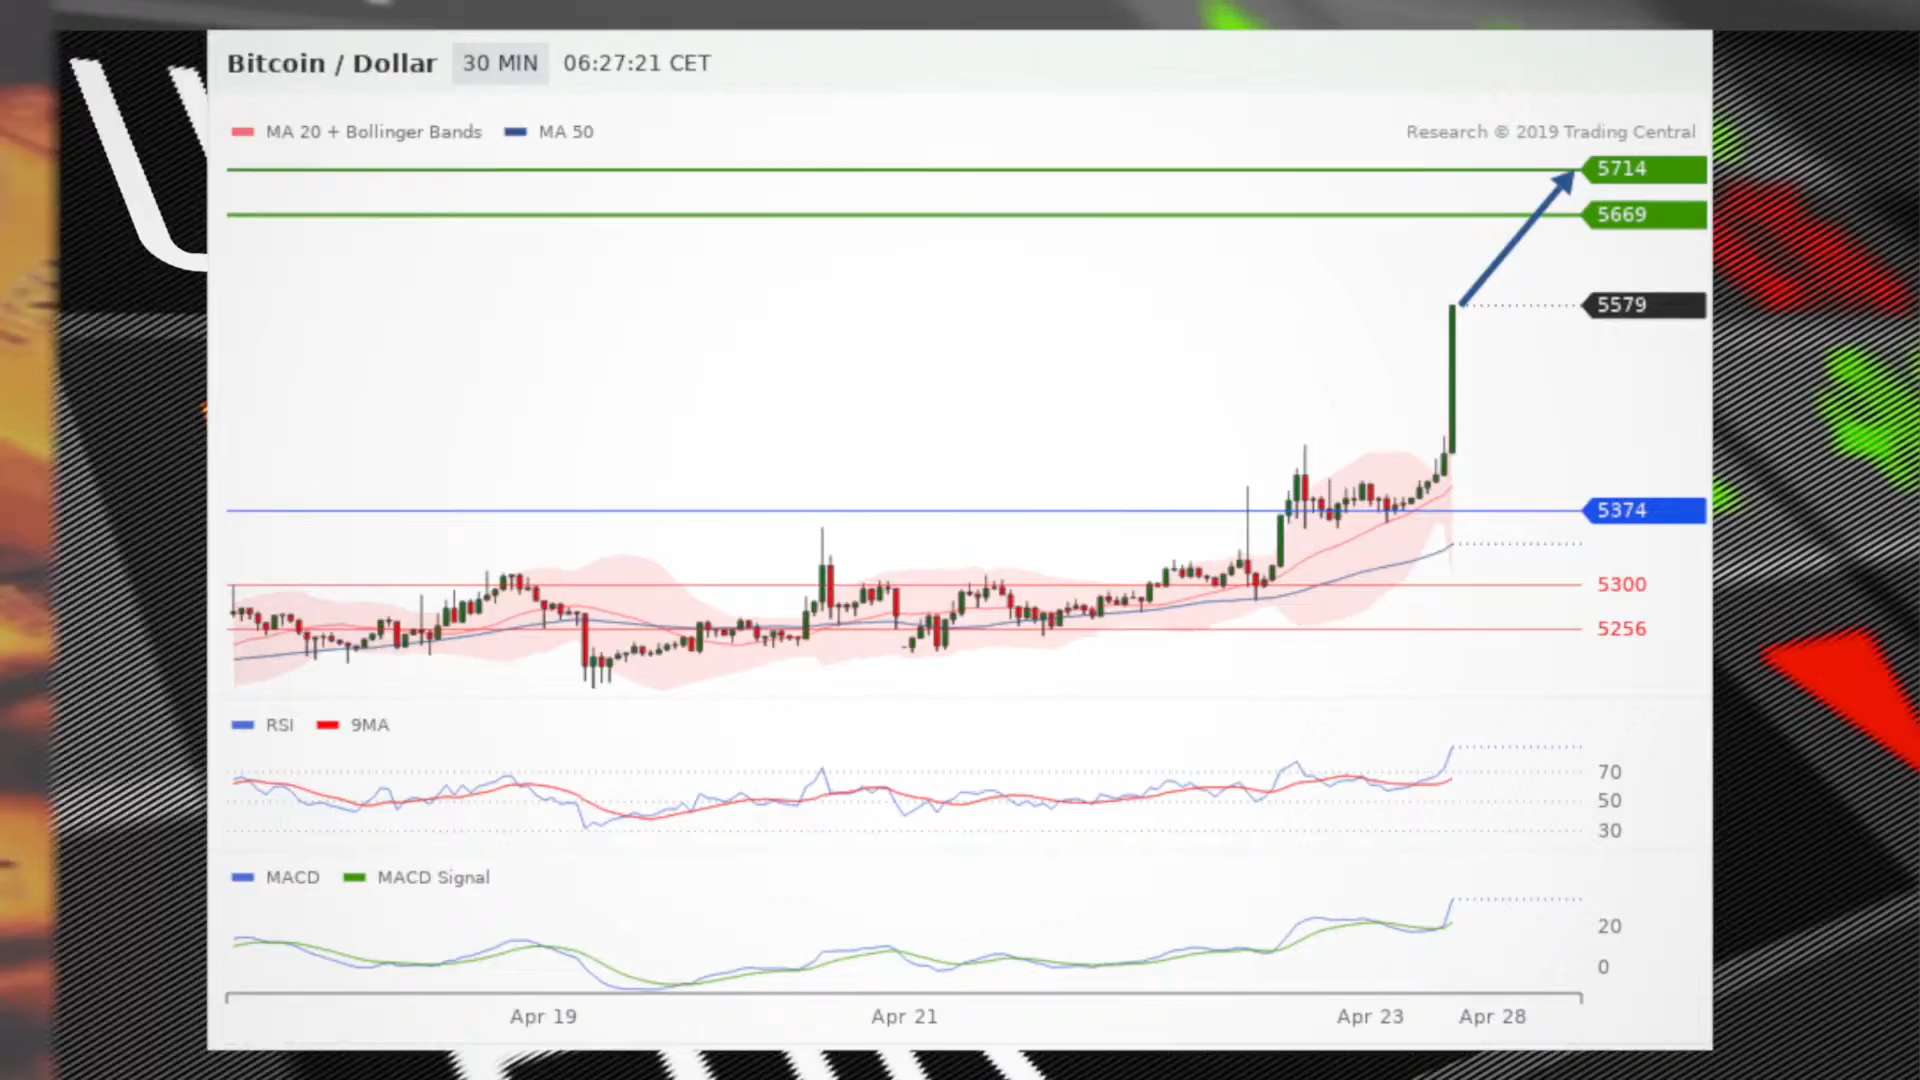 Bitcoin / Dollar 30 MIN 06:27:21 CET
MA 20 + Bollinger Bands MA 50
Research © 2019 Trading Central
5714
5669
5579
5374
5300
5256
RSI 9MA
70
50
30
MACD MACD Signal
20
0
Apr 19 Apr 21 Apr 23 Apr 28